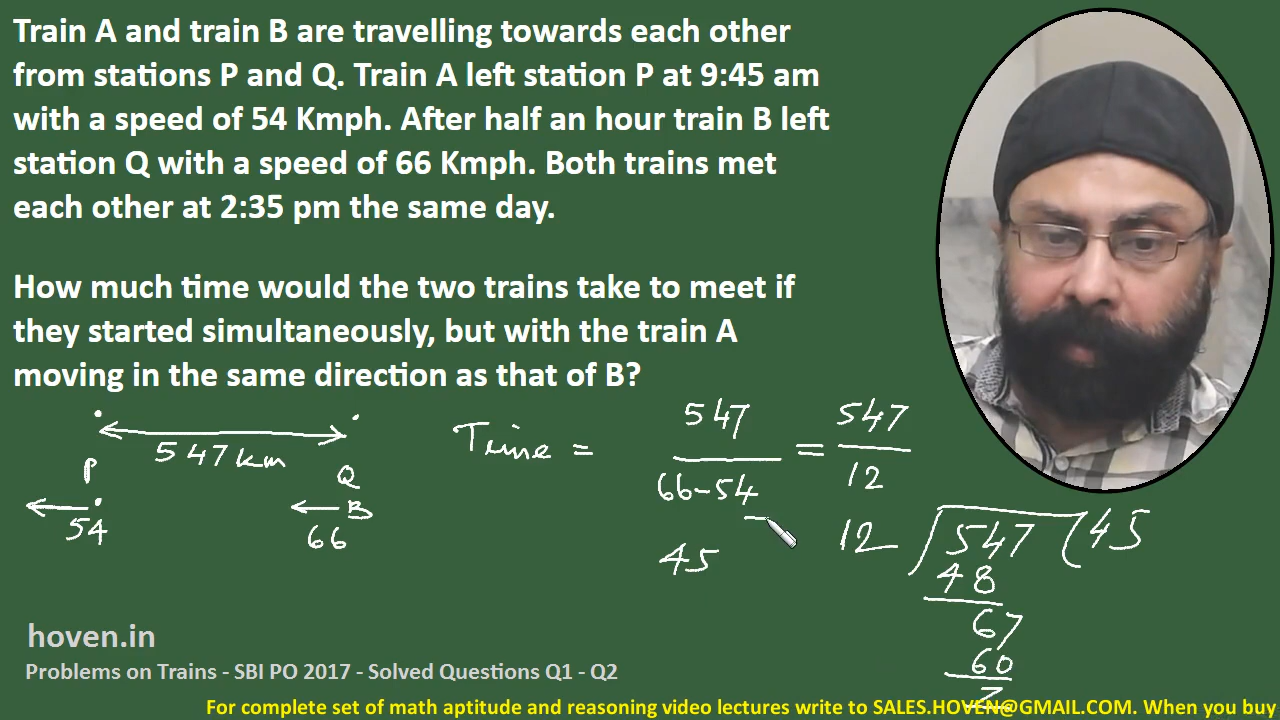 Train A and train B are travelling towards each other
from stations P and Q. Train A left station P at 9:45 am
with a speed of 54 Kmph. After half an hour train B left
station Q with a speed of 66 Kmph. Both trains met
each other at 2:35 pm the same day.
How much time would the two trains take to meet if
they started simultaneously, but with the train A
moving in the same direction as that of B?
547 km
P
Q
54
B
66
Time = 547 / 66-54 = 547 / 12
45
12 ) 547 ( 45
48
67
60
7
hoven.in
Problems on Trains - SBI PO 2017 - Solved Questions Q1 - Q2
For complete set of math aptitude and reasoning video lectures write to SALES.HOVEN@GMAIL.COM. When you buy